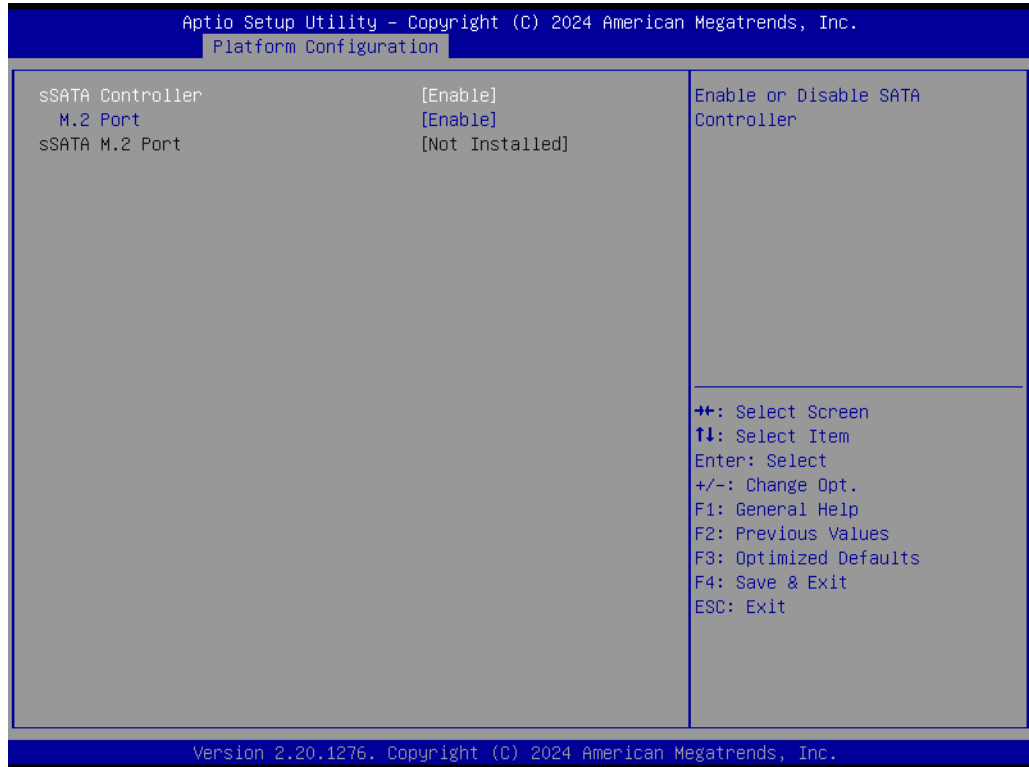 Aptio Setup Utility – Copyright (C) 2024 American Megatrends, Inc.
Platform Configuration
sSATA Controller [Enable]
M.2 Port [Enable]
sSATA M.2 Port [Not Installed]
Enable or Disable SATA
Controller
→←: Select Screen
↑↓: Select Item
Enter: Select
+/-: Change Opt.
F1: General Help
F2: Previous Values
F3: Optimized Defaults
F4: Save & Exit
ESC: Exit
Version 2.20.1276. Copyright (C) 2024 American Megatrends, Inc.